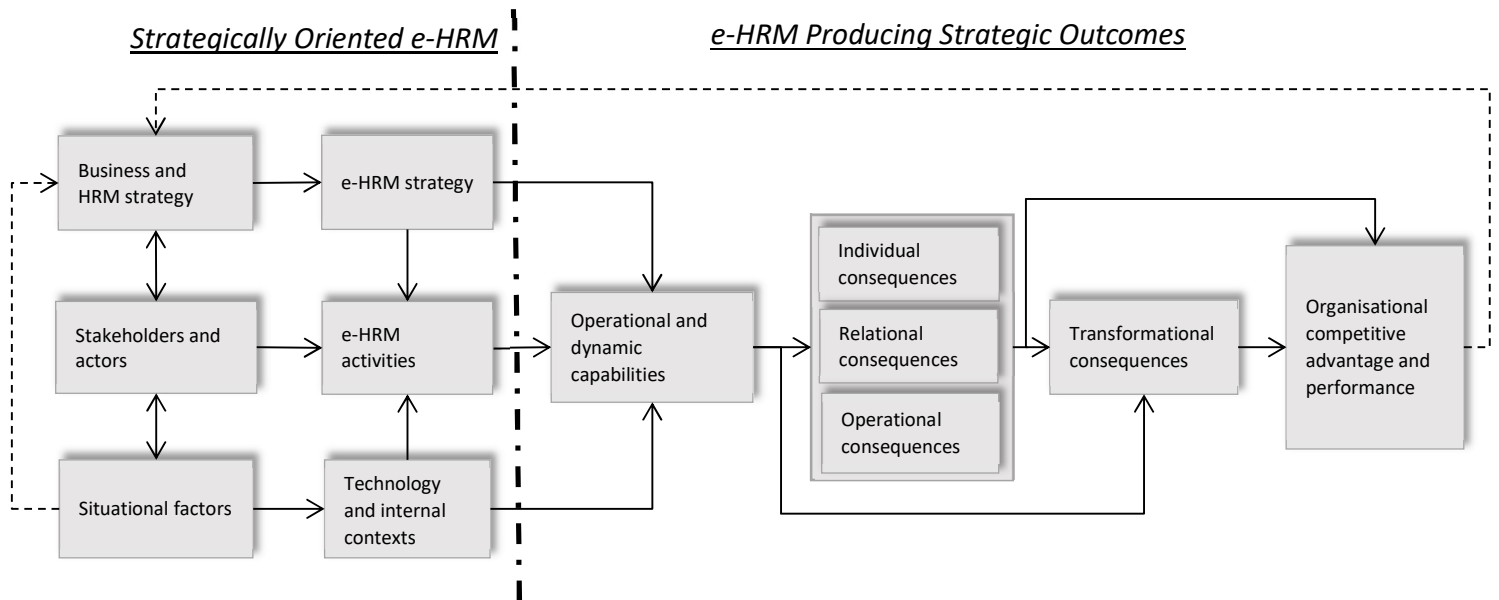 Strategically Oriented e-HRM
e-HRM Producing Strategic Outcomes
Business and
HRM strategy
e-HRM strategy
Stakeholders and
actors
e-HRM
activities
Situational factors
Technology
and internal
contexts
Operational and
dynamic
capabilities
Individual
consequences
Relational
consequences
Operational
consequences
Transformational
consequences
Organisational
competitive
advantage and
performance